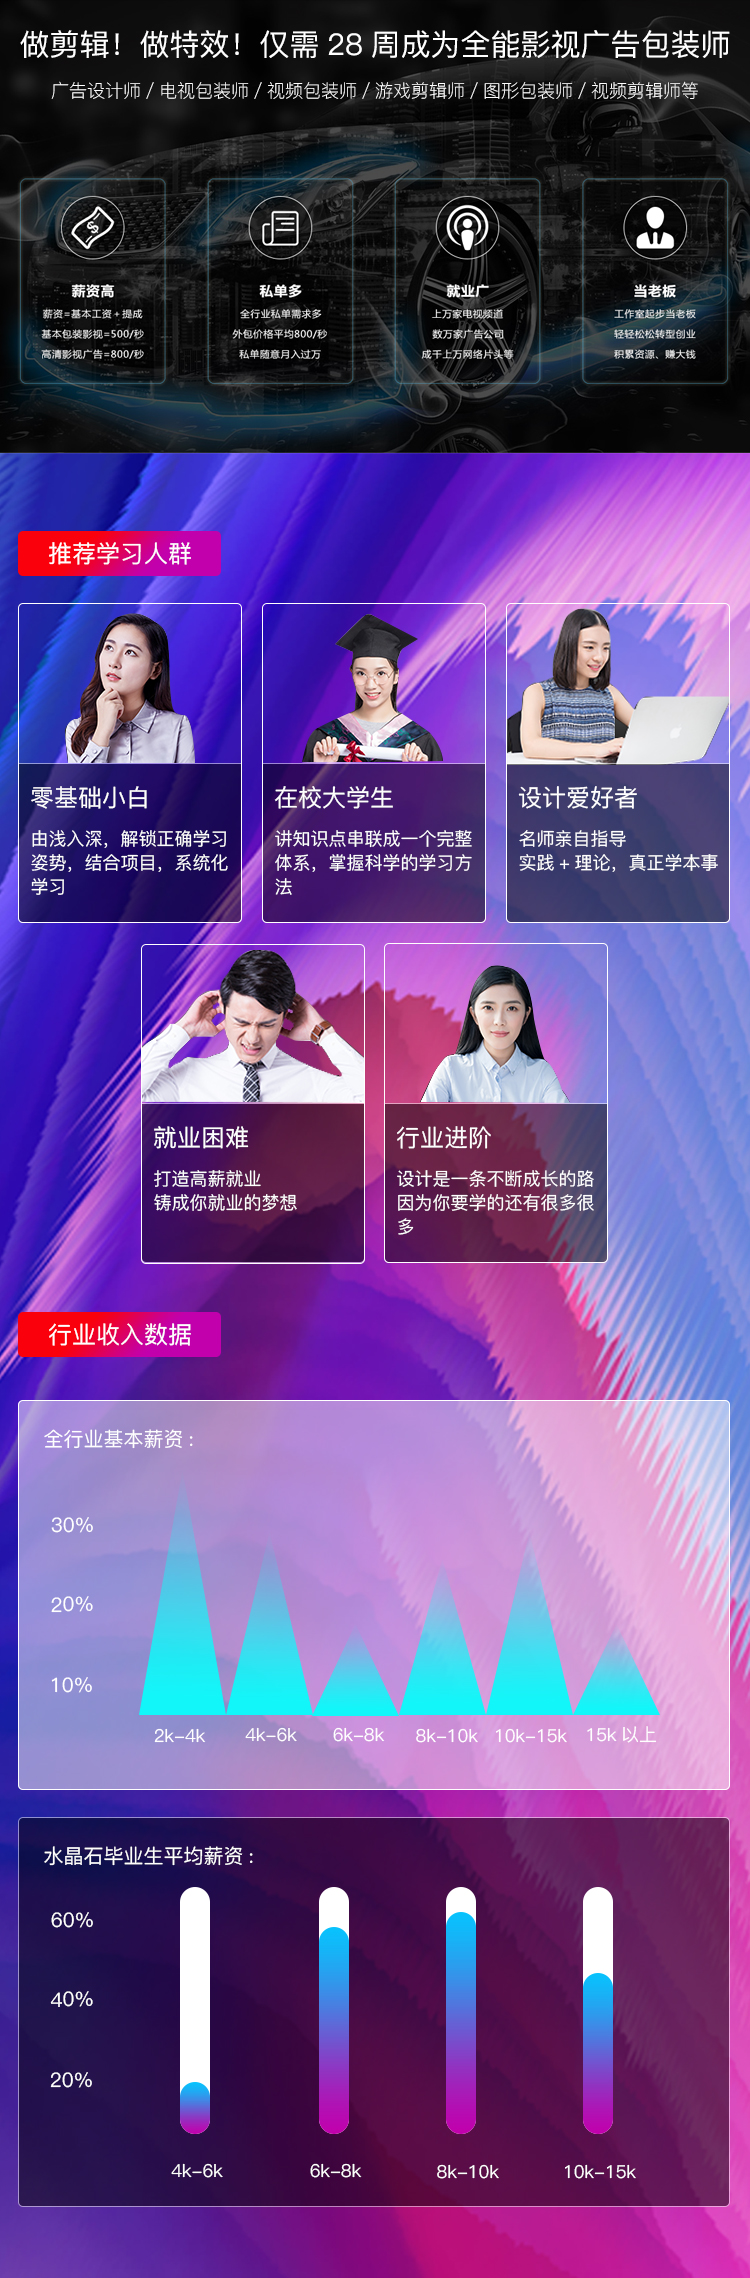 做剪辑！做特效！仅需 28 周成为全能影视广告包装师
广告设计师 / 电视包装师 / 视频包装师 / 游戏剪辑师 / 图形包装师 / 视频剪辑师等
薪资高
薪资=基本工资 + 提成
基本包装影视=500/秒
高清影视广告=800/秒
私单多
全行业私单需求多
外包价格平均800/秒
私单随意月入过万
就业广
上万家电视频道
数万家广告公司
成千上万网络片头等
当老板
工作室起步当老板
轻轻松松转型创业
积累资源、赚大钱
推荐学习人群
零基础小白
由浅入深，解锁正确学习
姿势，结合项目，系统化
学习
在校大学生
讲知识点串联成一个完整
体系，掌握科学的学习方
法
设计爱好者
名师亲自指导
实践 + 理论，真正学本事
就业困难
打造高薪就业
铸成你就业的梦想
行业进阶
设计是一条不断成长的路
因为你要学的还有很多很
多
行业收入数据
全行业基本薪资 :
30%
20%
10%
2k-4k 4k-6k 6k-8k 8k-10k 10k-15k 15k 以上
水晶石毕业生平均薪资 :
60%
40%
20%
4k-6k 6k-8k 8k-10k 10k-15k